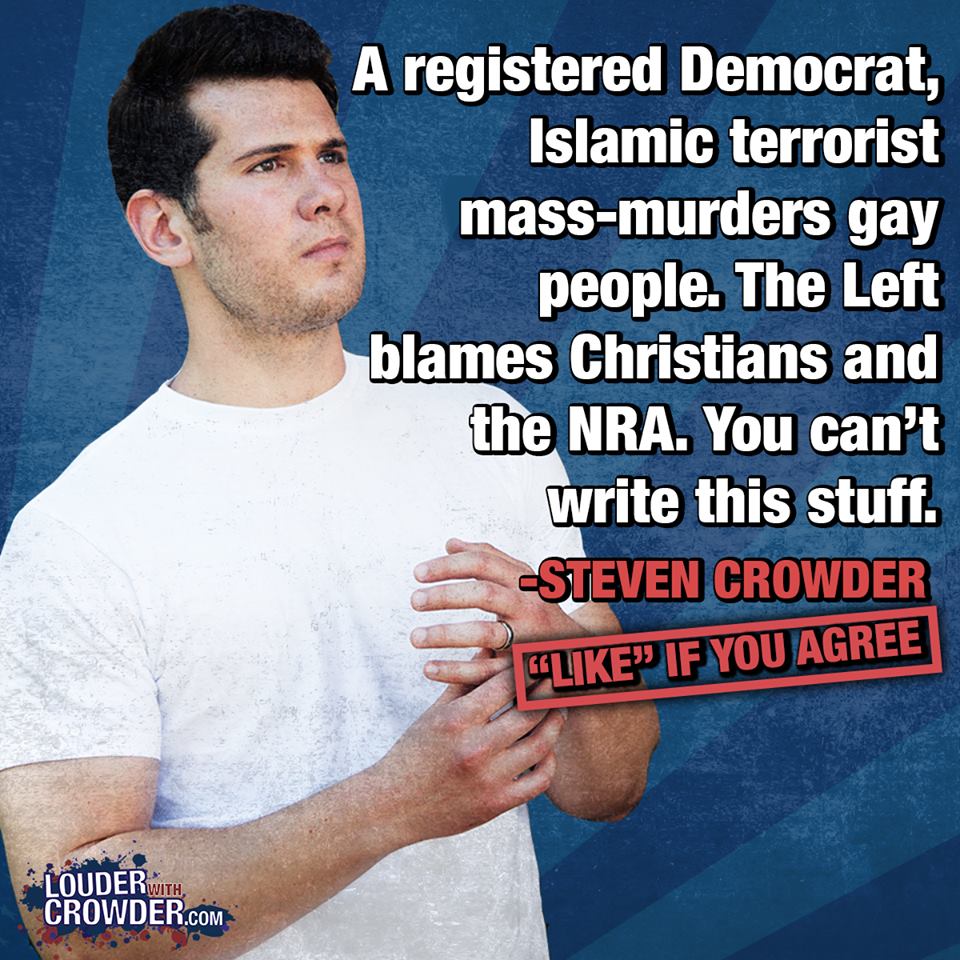 A registered Democrat,
Islamic terrorist
mass-murders gay
people. The Left
blames Christians and
the NRA. You can’t
write this stuff.
-STEVEN CROWDER
“LIKE” IF YOU AGREE
LOUDER WITH
CROWDER.COM